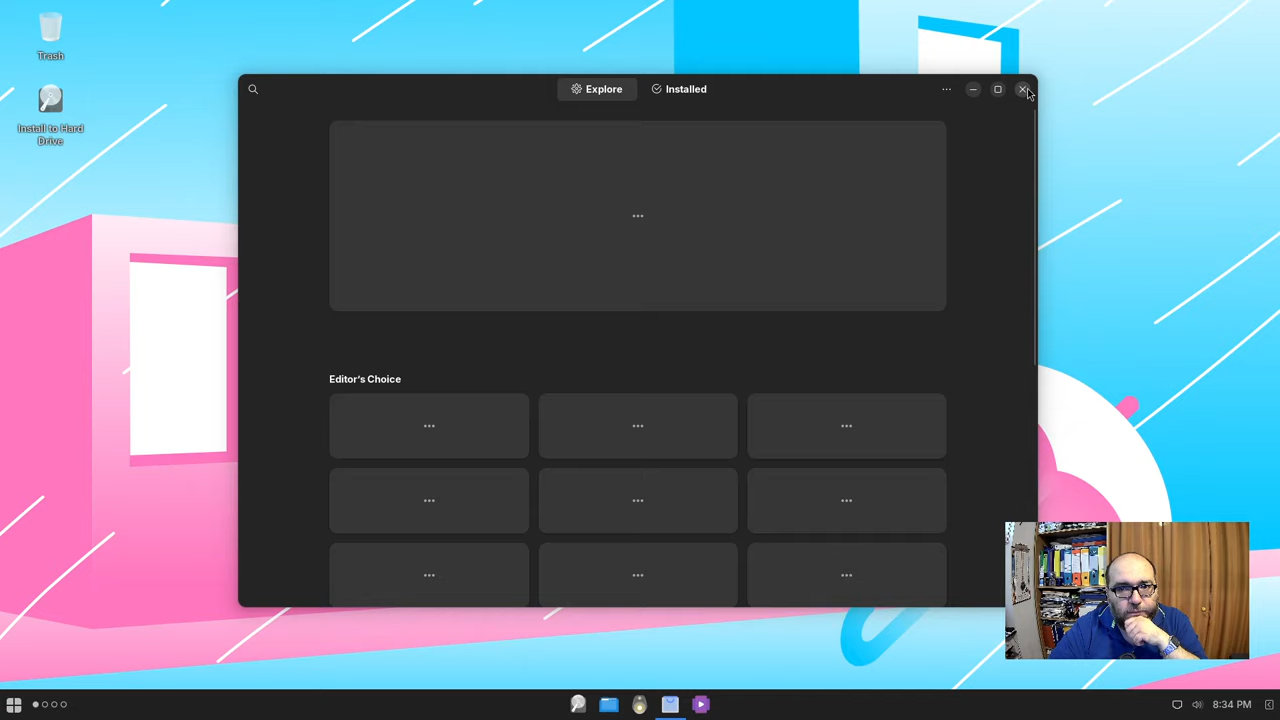 Trash
Install to Hard
Drive
Explore
Installed
Editor's Choice
8:34 PM